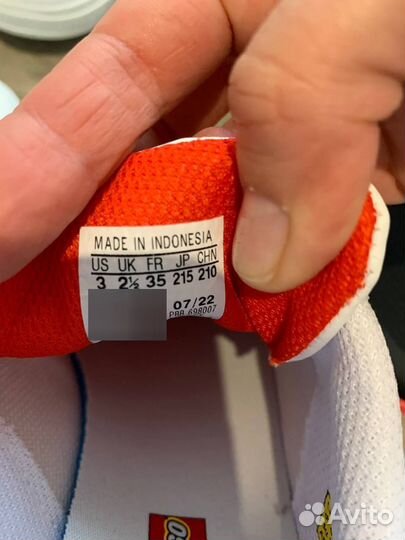 MADE IN INDONESIA
US UK FR JP CHN
3 2½ 35 215 210
07/22
PBB 698007
LEGO
Avito